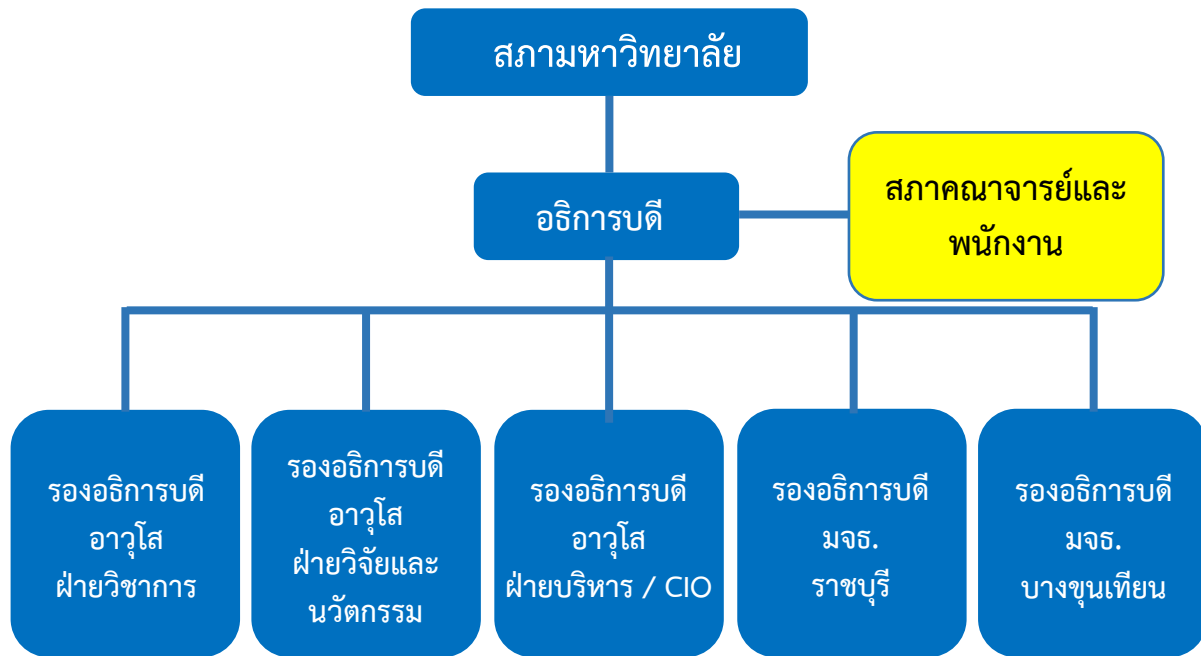 สภามหาวิทยาลัย
อธิการบดี
สภาคณาจารย์และ
พนักงาน
รองอธิการบดี
อาวุโส
ฝ่ายวิชาการ
รองอธิการบดี
อาวุโส
ฝ่ายวิจัยและ
นวัตกรรม
รองอธิการบดี
อาวุโส
ฝ่ายบริหาร / CIO
รองอธิการบดี
มจธ.
ราชบุรี
รองอธิการบดี
มจธ.
บางขุนเทียน